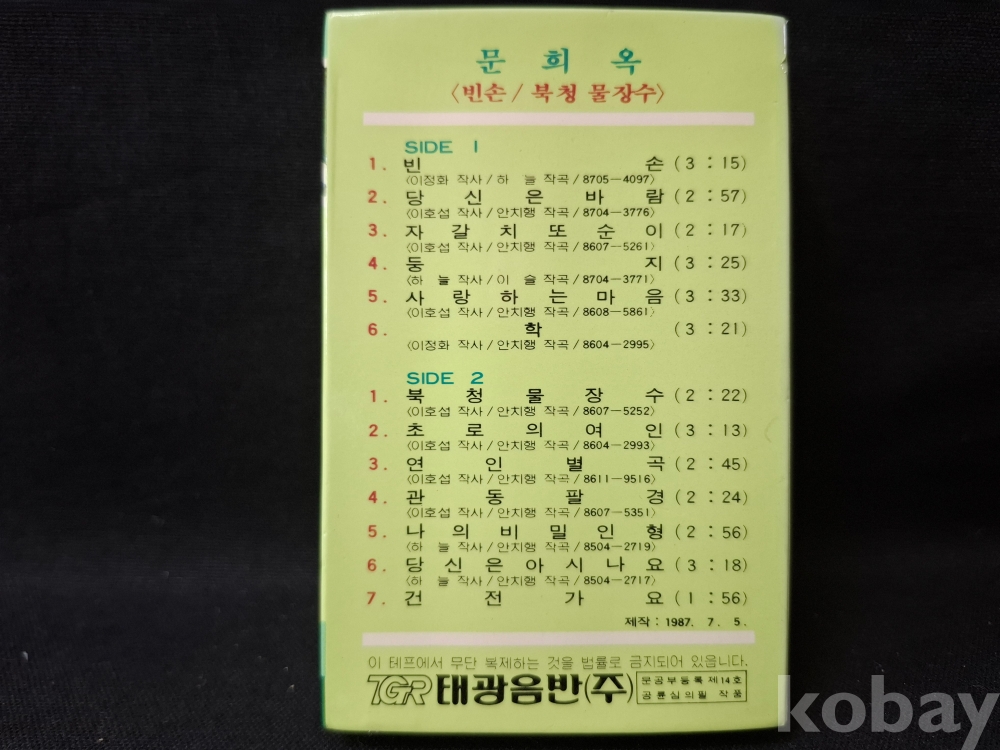 문 희 옥
〈빈손 / 북청 물장수〉
SIDE 1
1. 빈 손 (3 : 15)
〈이정화 작사 / 하 늘 작곡 / 8705-4097〉
2. 당 신 은 바 람 (2 : 57)
〈이호섭 작사 / 안치행 작곡 / 8704-3776〉
3. 자 갈 치 또 순 이 (2 : 17)
〈이호섭 작사 / 안치행 작곡 / 8607-5261〉
4. 둥 지 (3 : 25)
〈하 늘 작사 / 이 슬 작곡 / 8704-3771〉
5. 사 랑 하 는 마 음 (3 : 33)
〈이호섭 작사 / 안치행 작곡 / 8608-5861〉
6. 학 (3 : 21)
〈이정화 작사 / 안치행 작곡 / 8604-2995〉
SIDE 2
1. 북 청 물 장 수 (2 : 22)
〈이호섭 작사 / 안치행 작곡 / 8607-5252〉
2. 초 로 의 여 인 (3 : 13)
〈이호섭 작사 / 안치행 작곡 / 8604-2993〉
3. 연 인 별 곡 (2 : 45)
〈이호섭 작사 / 안치행 작곡 / 8611-9516〉
4. 관 동 팔 경 (2 : 24)
〈이호섭 작사 / 안치행 작곡 / 8607-5351〉
5. 나 의 비 밀 인 형 (2 : 56)
〈하 늘 작사 / 안치행 작곡 / 8504-2719〉
6. 당 신 은 아 시 나 요 (3 : 18)
〈하 늘 작사 / 안치행 작곡 / 8504-2717〉
7. 건 전 가 요 (1 : 56)
제작 : 1987. 7. 5.
이 테프에서 무단 복제하는 것을 법률로 금지되어 있읍니다.
TGR 태광음반(주)
문공부등록 제14호
공륜심의필 작품
kobay